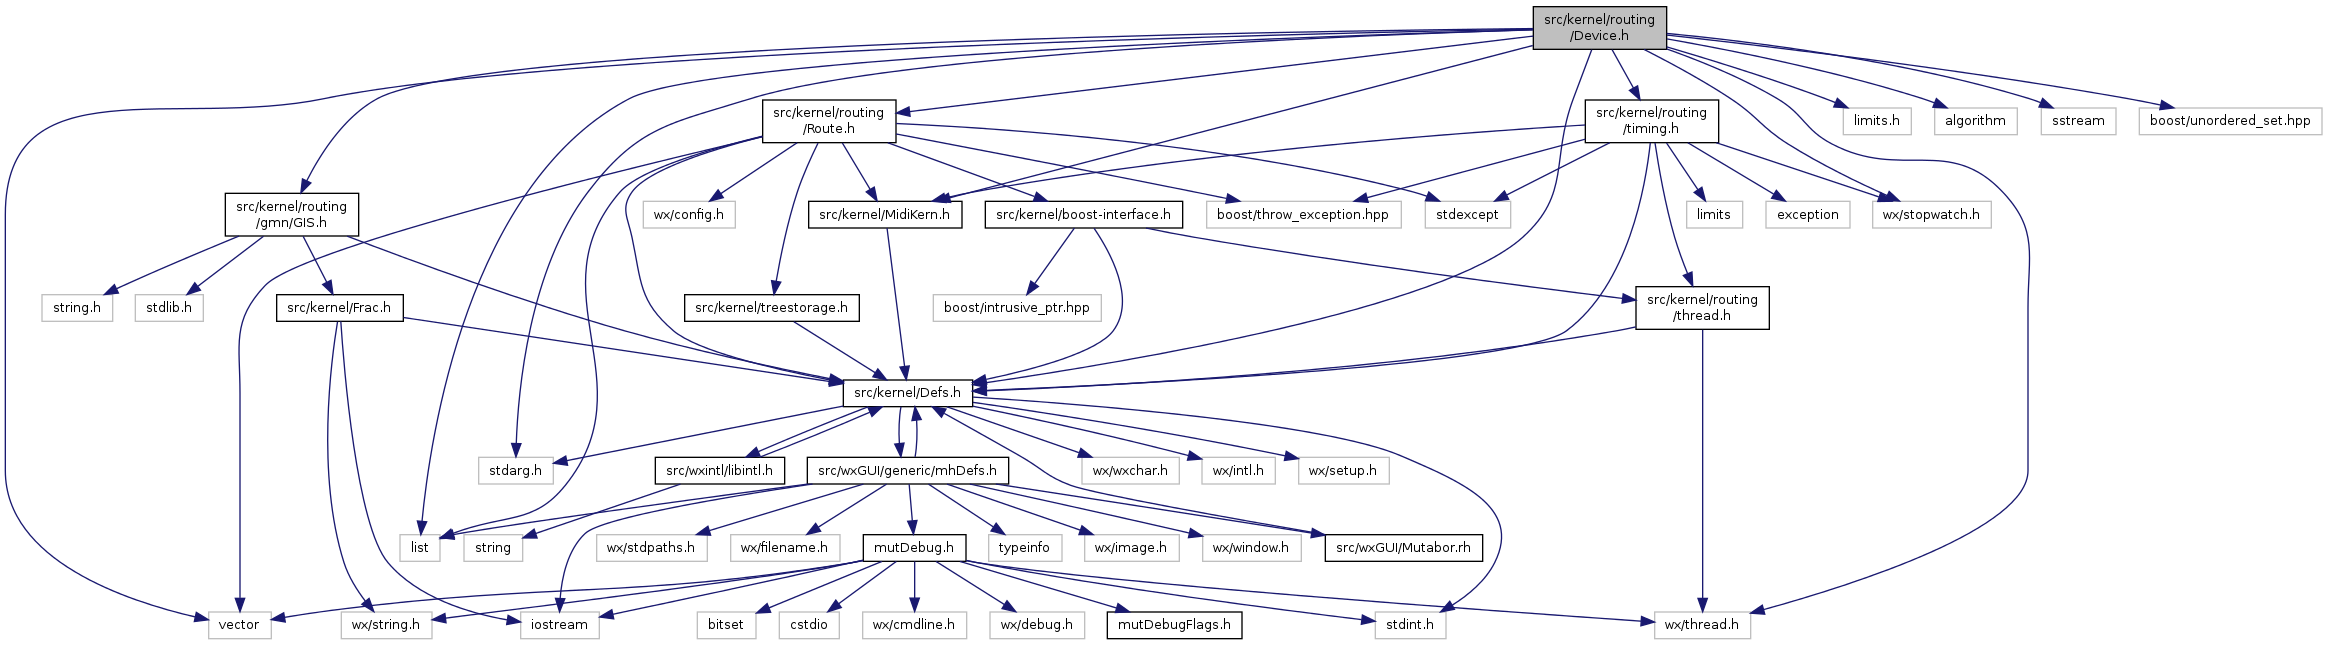 src/kernel/routing
/Device.h
src/kernel/routing
/Route.h
src/kernel/routing
/timing.h
limits.h
algorithm
sstream
boost/unordered_set.hpp
src/kernel/routing
/gmn/GIS.h
wx/config.h
src/kernel/MidiKern.h
src/kernel/boost-interface.h
boost/throw_exception.hpp
stdexcept
limits
exception
wx/stopwatch.h
string.h
stdlib.h
src/kernel/Frac.h
src/kernel/treestorage.h
boost/intrusive_ptr.hpp
src/kernel/routing
/thread.h
src/kernel/Defs.h
stdarg.h
src/wxintl/libintl.h
src/wxGUI/generic/mhDefs.h
wx/wxchar.h
wx/intl.h
wx/setup.h
list
string
wx/stdpaths.h
wx/filename.h
mutDebug.h
typeinfo
wx/image.h
wx/window.h
src/wxGUI/Mutabor.rh
vector
wx/string.h
iostream
bitset
cstdio
wx/cmdline.h
wx/debug.h
mutDebugFlags.h
stdint.h
wx/thread.h